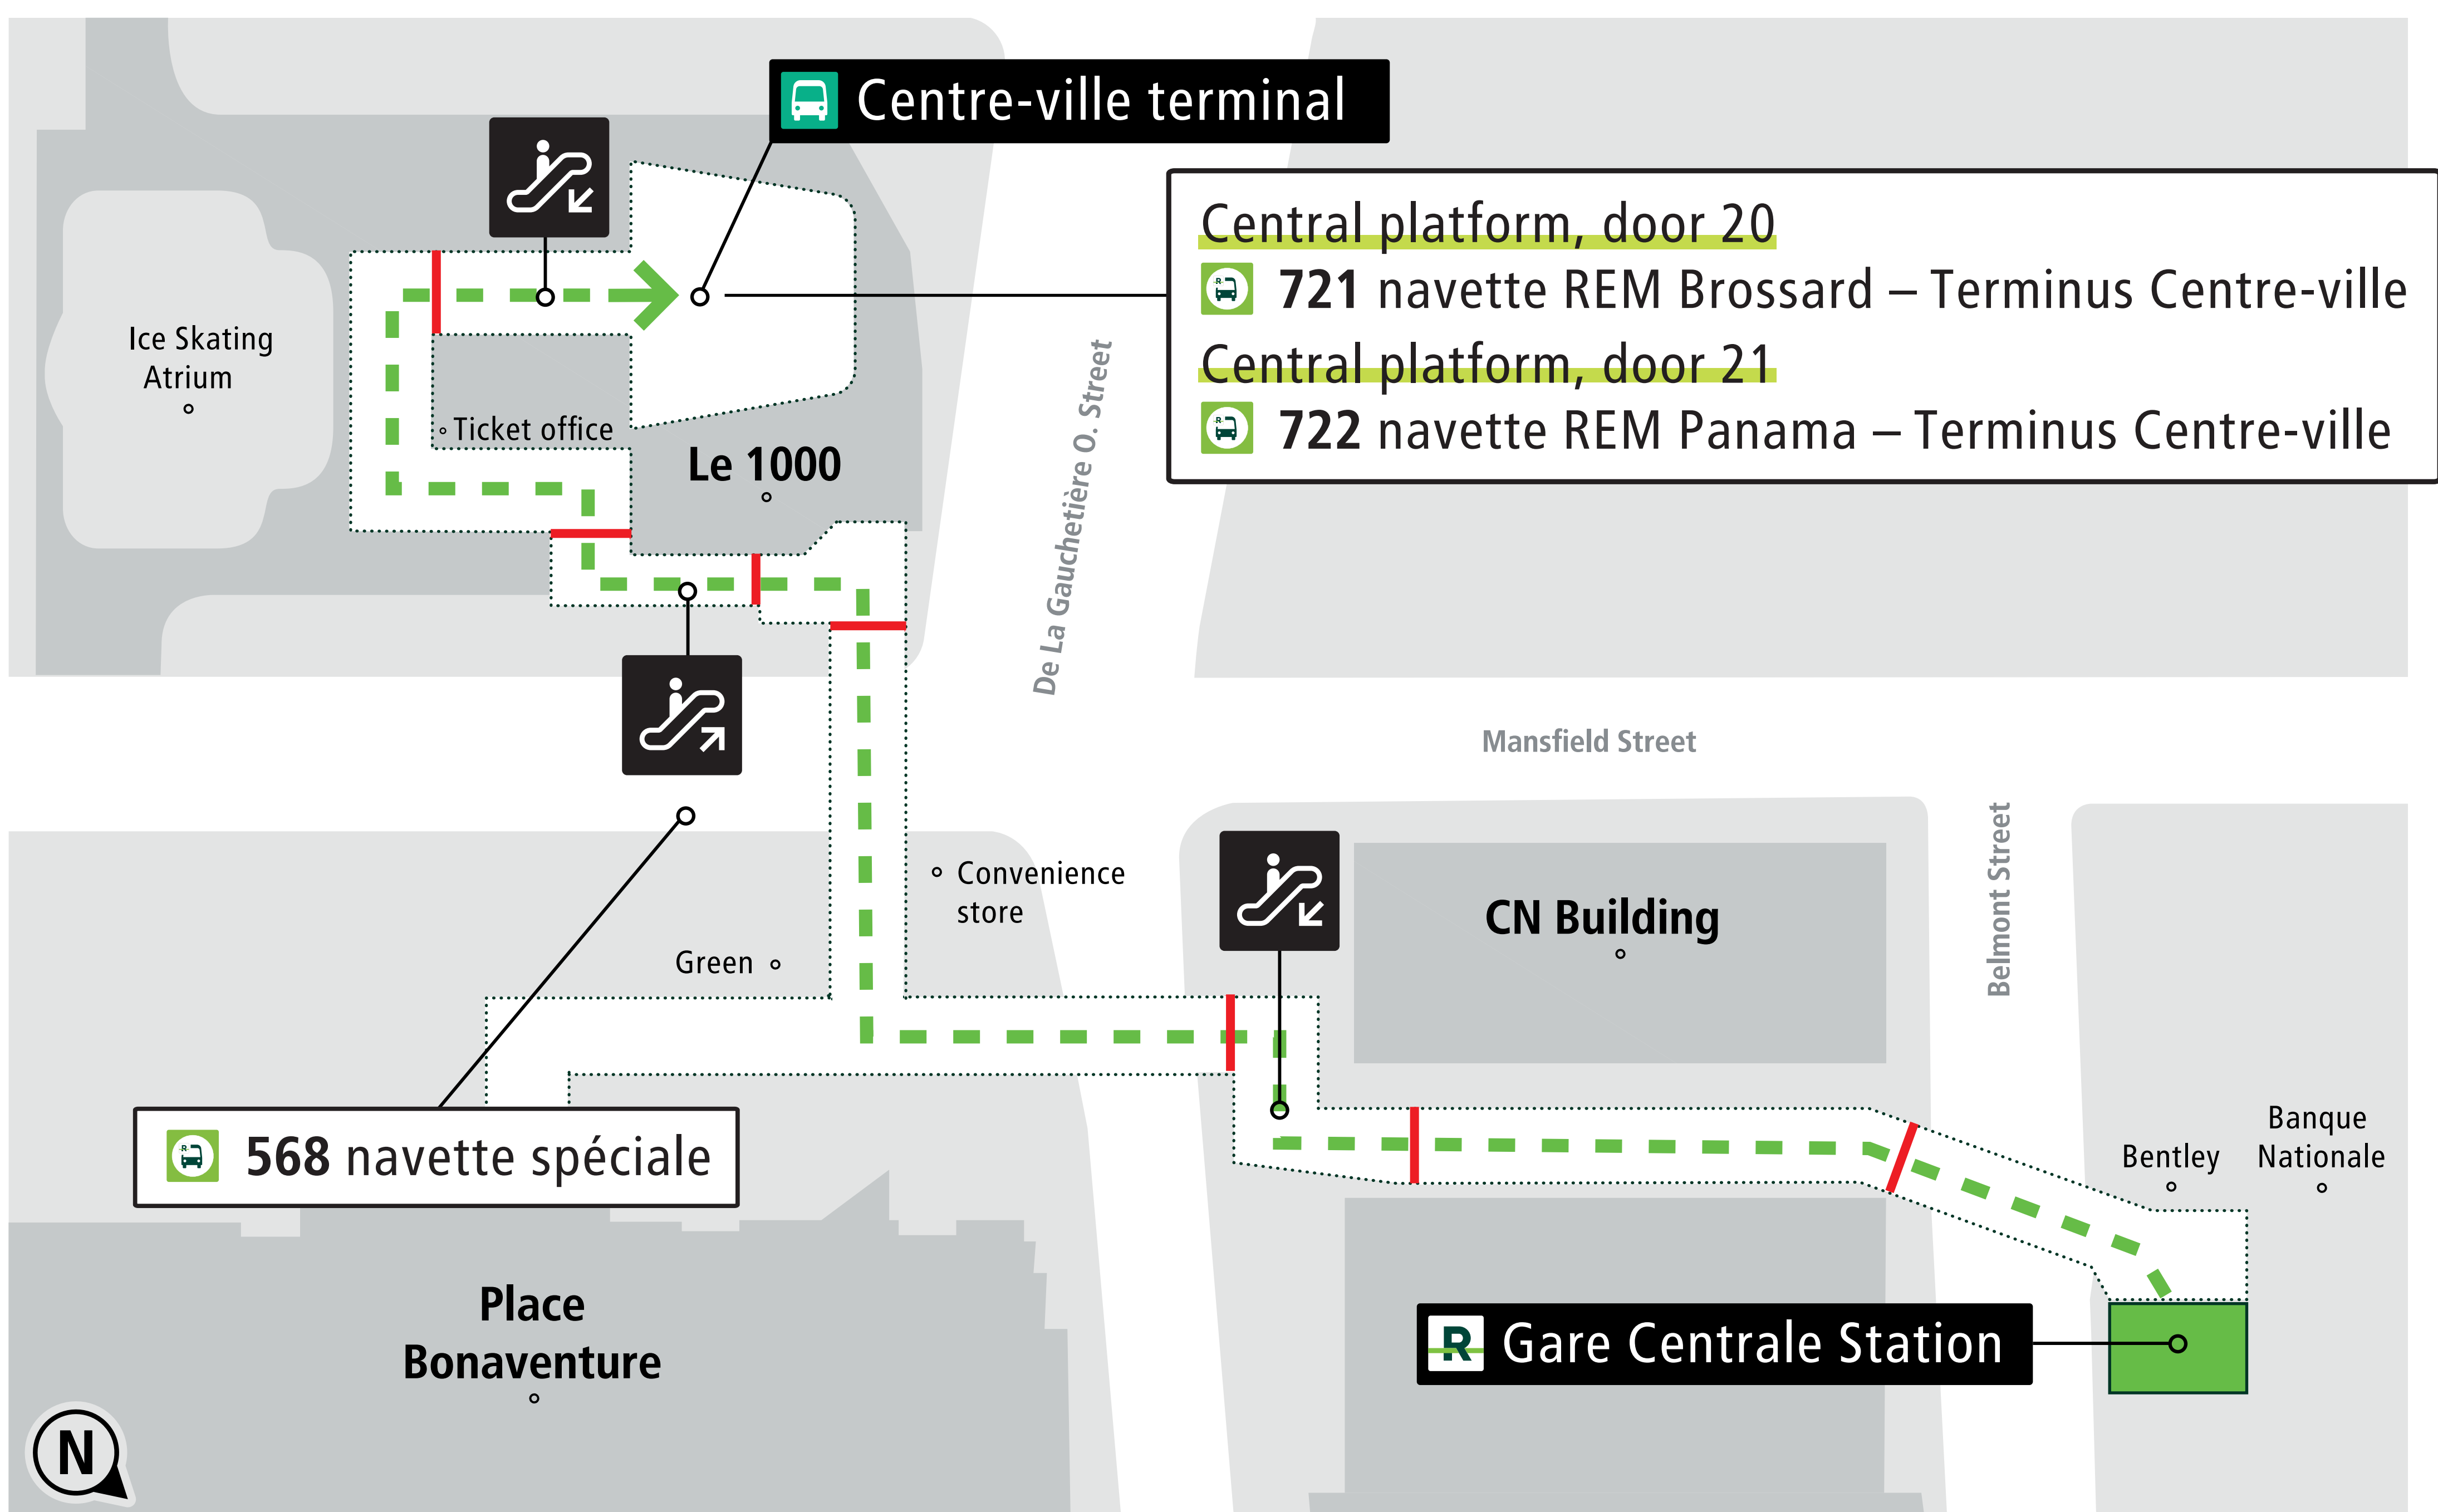 Centre-ville terminal
Central platform, door 20
721 navette REM Brossard – Terminus Centre-ville
Central platform, door 21
722 navette REM Panama – Terminus Centre-ville
Ice Skating
Atrium
Ticket office
Le 1000
De La Gauchetière O. Street
Mansfield Street
Belmont Street
Convenience
store
Green
CN Building
568 navette spéciale
Bentley
Banque
Nationale
Place
Bonaventure
R Gare Centrale Station
N